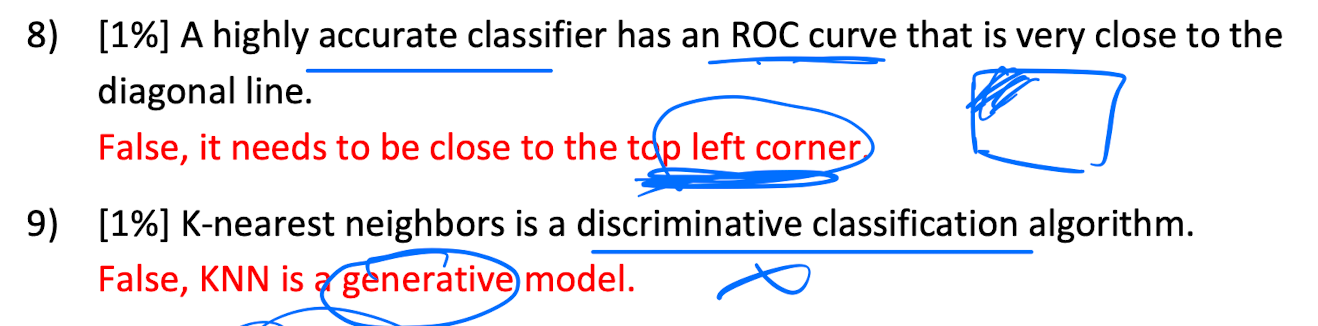 8) [1%] A highly accurate classifier has an ROC curve that is very close to the
diagonal line.
False, it needs to be close to the top left corner.
9) [1%] K-nearest neighbors is a discriminative classification algorithm.
False, KNN is a generative model.